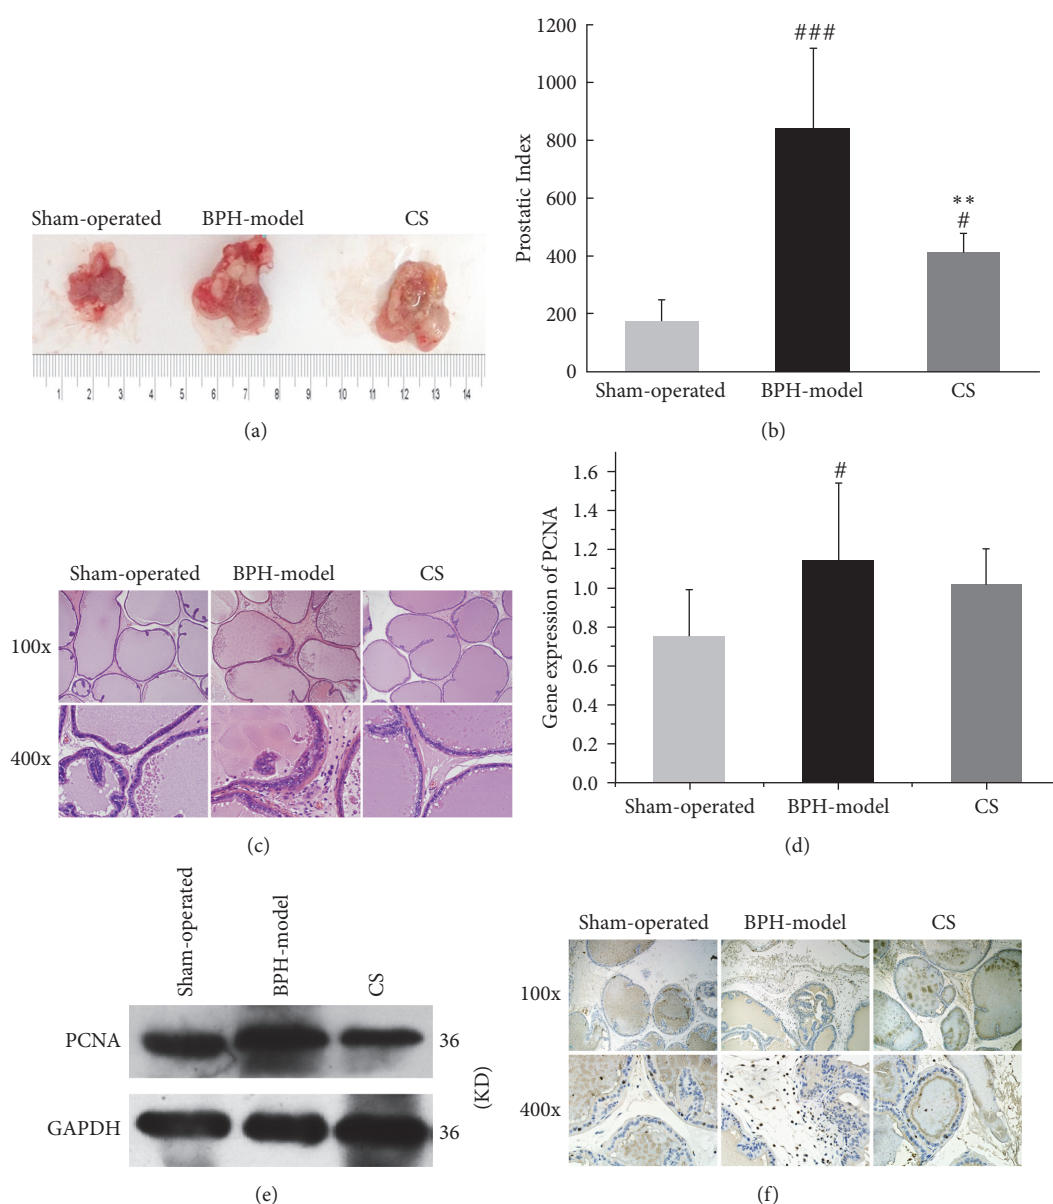 Sham-operated BPH-model CS
1 2 3 4 5 6 7 8 9 10 11 12 13 14
(a)
Prostatic Index
1200
1000
800
600
400
200
0
###
**
#
Sham-operated BPH-model CS
(b)
Sham-operated BPH-model CS
100x
400x
(c)
Gene expression of PCNA
1.6
1.4
1.2
1.0
0.8
0.6
0.4
0.2
0.0
#
Sham-operated BPH-model CS
(d)
Sham-operated
BPH-model
CS
PCNA 36
GAPDH 36
(KD)
(e)
Sham-operated BPH-model CS
100x
400x
(f)